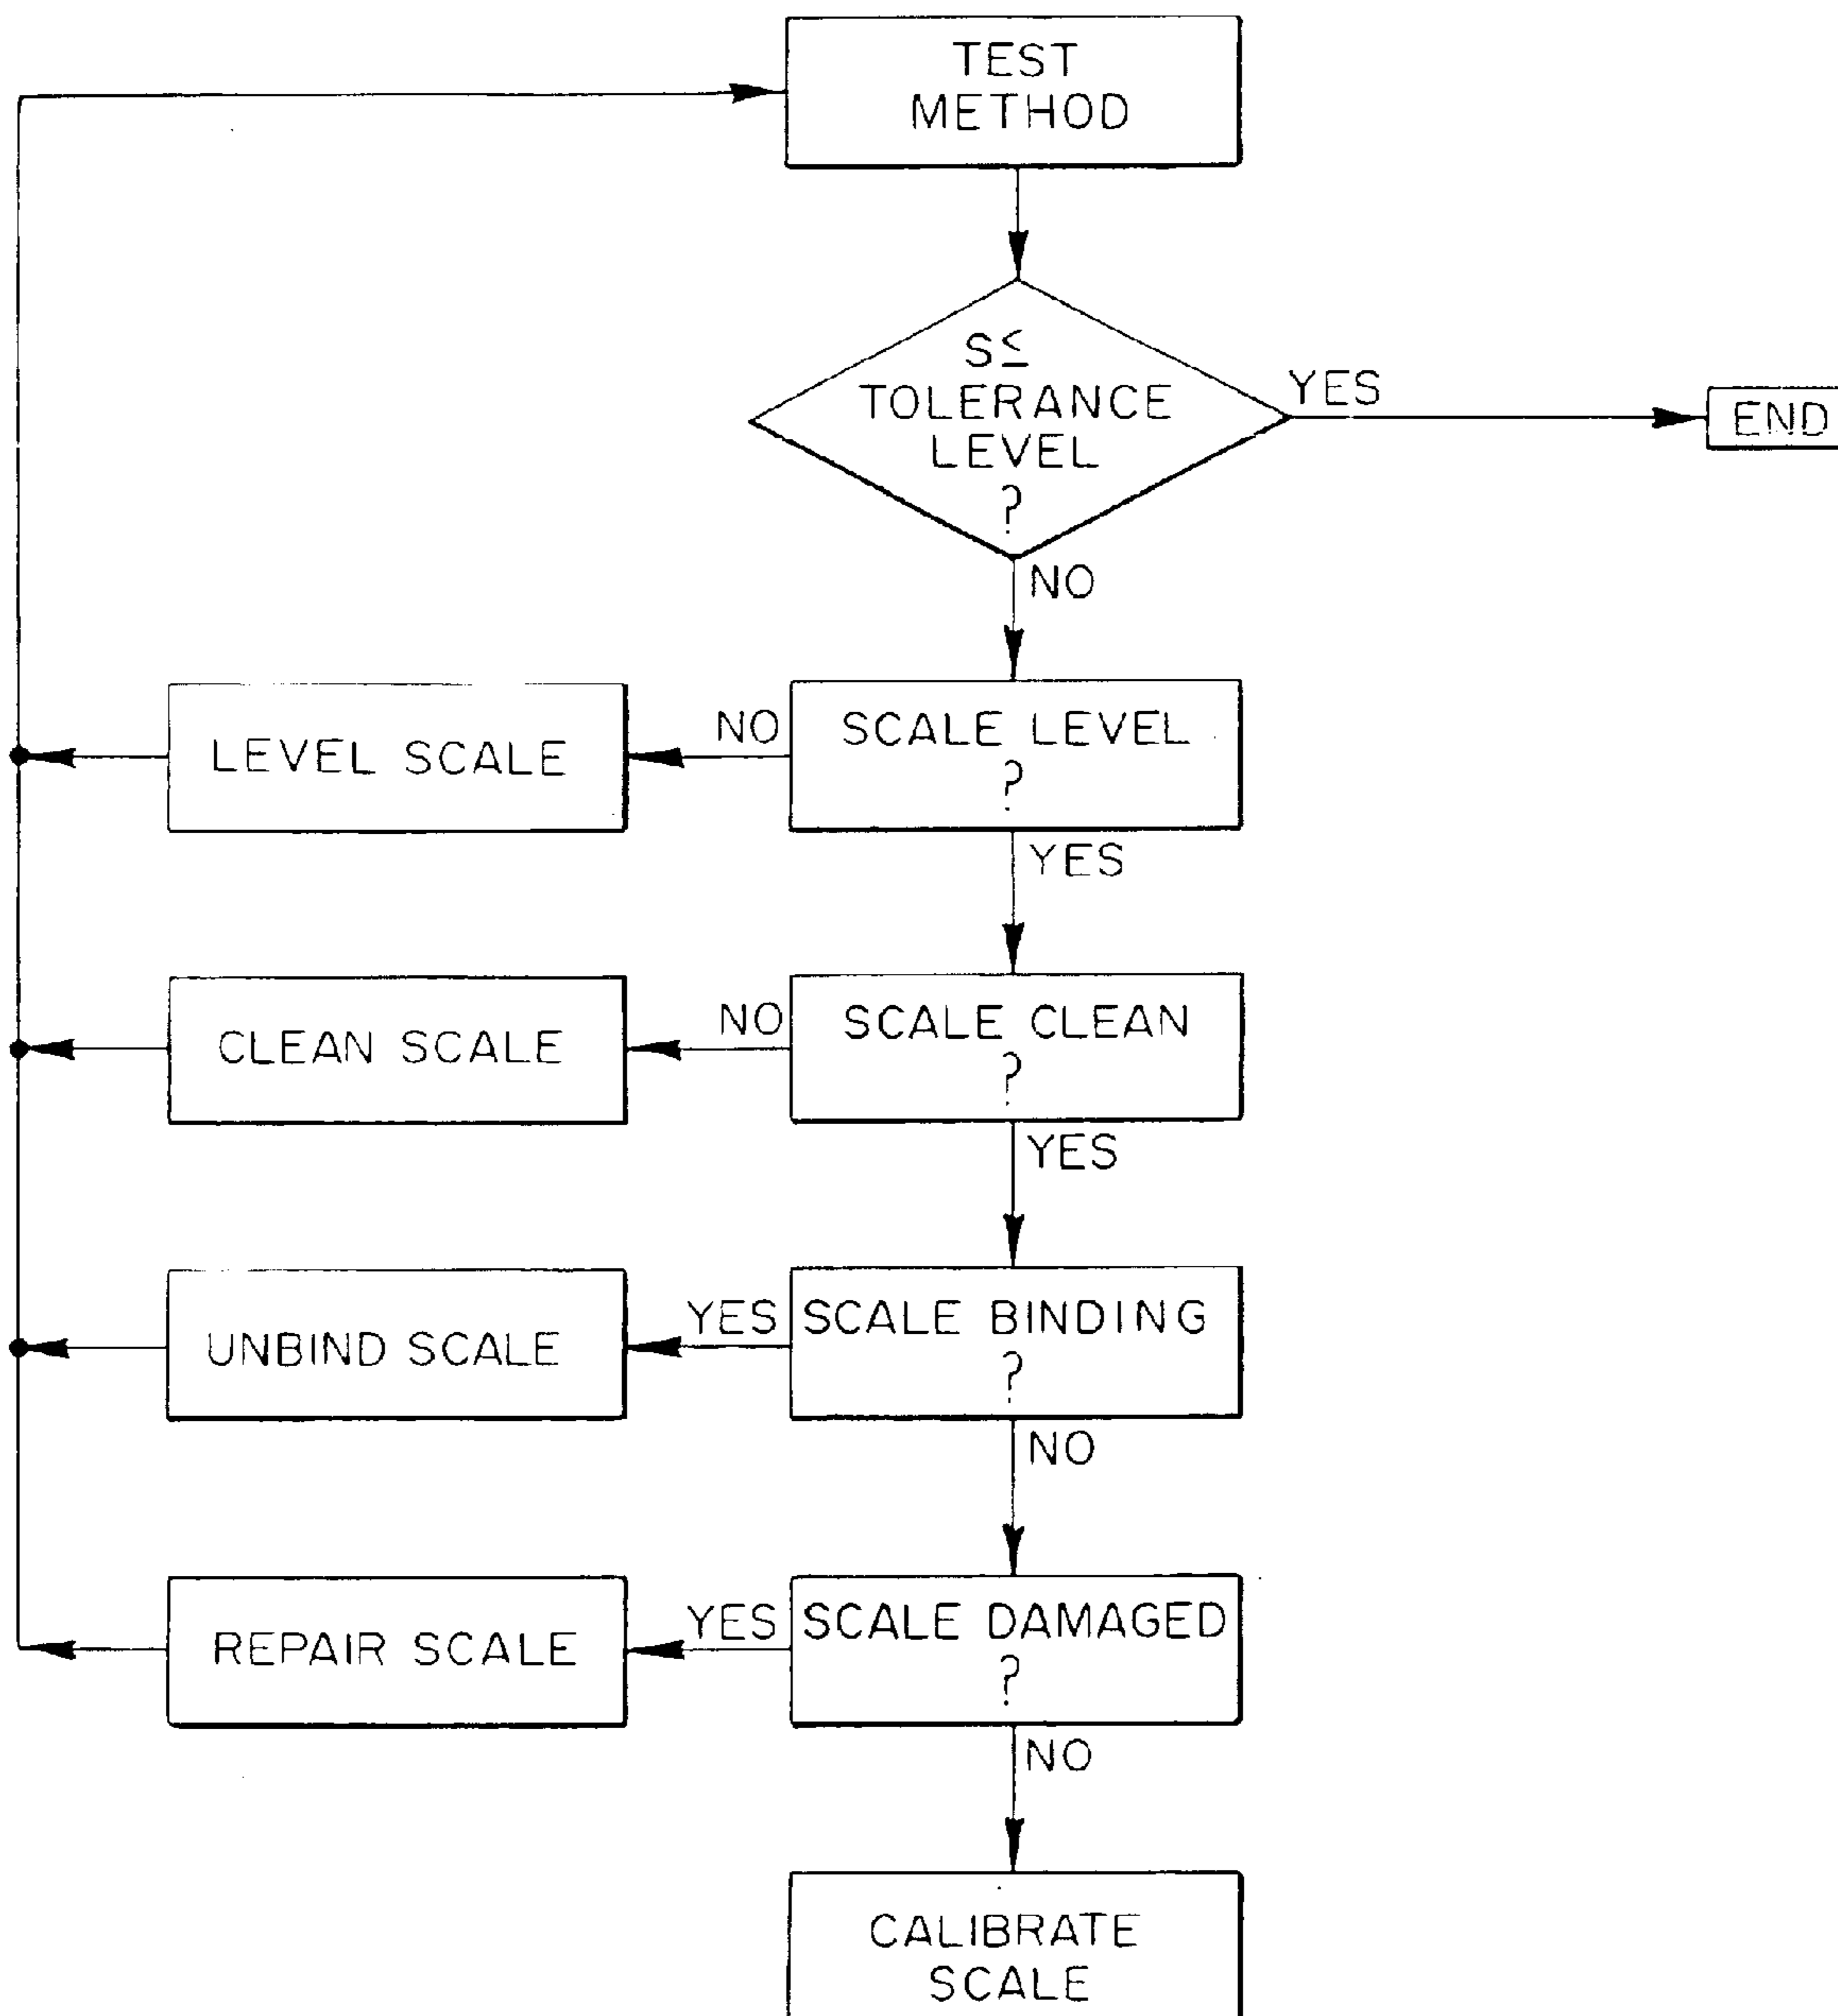 TEST
METHOD
S≤
TOLERANCE
LEVEL
?
YES
END
NO
SCALE LEVEL
?
NO
LEVEL SCALE
YES
SCALE CLEAN
?
NO
CLEAN SCALE
YES
SCALE BINDING
?
YES
UNBIND SCALE
NO
SCALE DAMAGED
?
YES
REPAIR SCALE
NO
CALIBRATE
SCALE